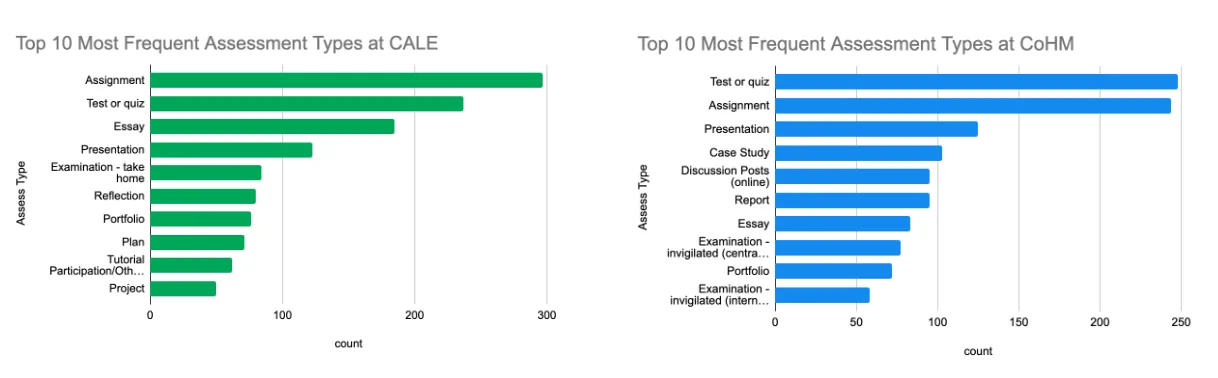 Top 10 Most Frequent Assessment Types at CALE
Assess Type
Assignment
Test or quiz
Essay
Presentation
Examination - take
home
Reflection
Portfolio
Plan
Tutorial
Participation/Oth…
Project
0 100 200 300
count
Top 10 Most Frequent Assessment Types at CoHM
Assess Type
Test or quiz
Assignment
Presentation
Case Study
Discussion Posts
(online)
Report
Essay
Examination -
invigilated (centra…
Portfolio
Examination -
invigilated (intern…
0 50 100 150 200 250
count